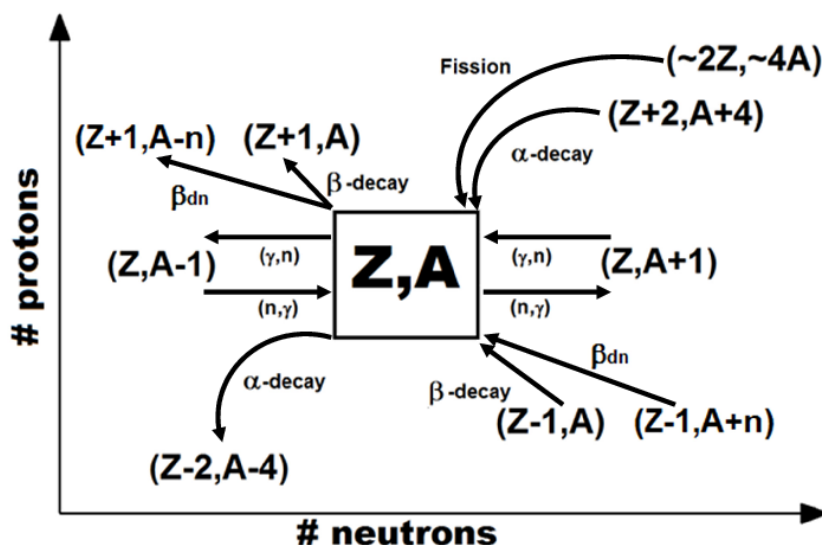 (~2Z,~4A)
Fission
(Z+2,A+4)
(Z+1,A-n) (Z+1,A)
α-decay
β-decay
βdn
# protons
(Z,A-1)
(γ,n)
(n,γ)
Z,A
(γ,n)
(n,γ)
(Z,A+1)
α-decay
βdn
β-decay
(Z-1,A) (Z-1,A+n)
(Z-2,A-4)
# neutrons